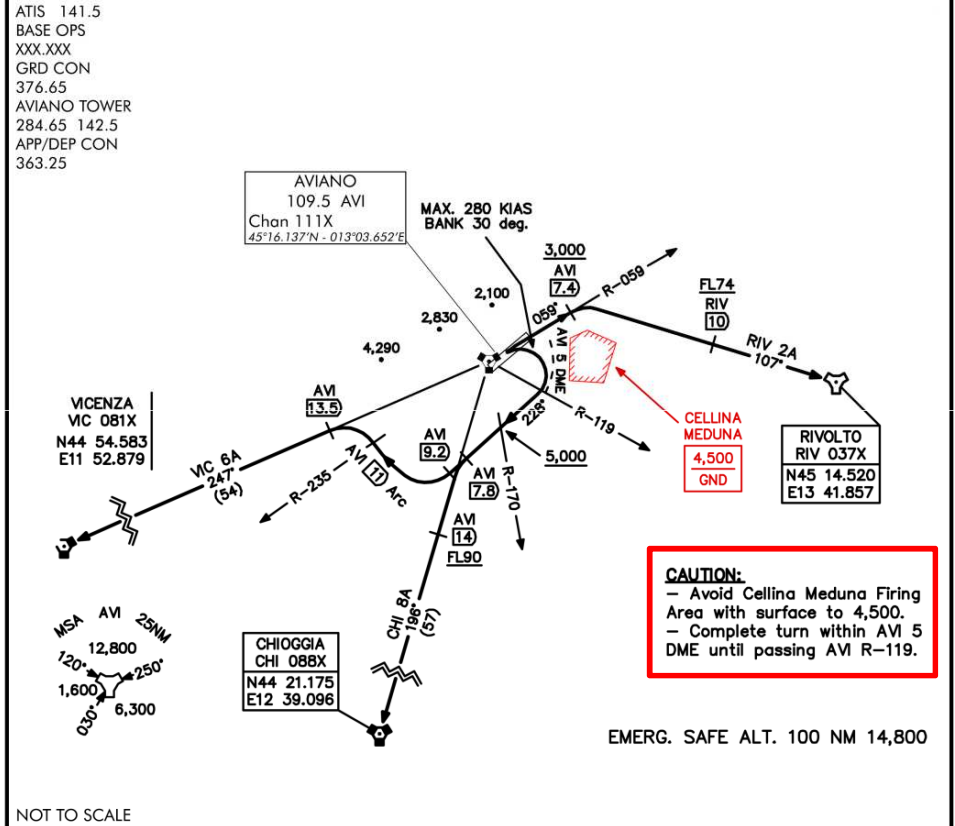 ATIS 141.5
BASE OPS
XXX.XXX
GRD CON
376.65
AVIANO TOWER
284.65 142.5
APP/DEP CON
363.25
AVIANO
109.5 AVI
Chan 111X
45°16.137'N - 013°03.652'E
MAX. 280 KIAS
BANK 30 deg.
3,000
AVI
7.4
R-059
059°
FL74
RIV
10
RIV 2A
107°
2,100
2,830
4,290
AVI 5 DME
228°
R-119
CELLINA
MEDUNA
4,500
GND
RIVOLTO
RIV 037X
N45 14.520
E13 41.857
VICENZA
VIC 081X
N44 54.583
E11 52.879
AVI
13.5
VIC 6A
247°
(54)
R-235
AVI 11 Arc
AVI
9.2
AVI
7.8
R-170
5,000
AVI
14
FL90
CHI 8A
196°
(57)
CAUTION:
– Avoid Cellina Meduna Firing
Area with surface to 4,500.
– Complete turn within AVI 5
DME until passing AVI R-119.
MSA AVI 25NM
12,800
120°
250°
1,600
6,300
030°
CHIOGGIA
CHI 088X
N44 21.175
E12 39.096
EMERG. SAFE ALT. 100 NM 14,800
NOT TO SCALE